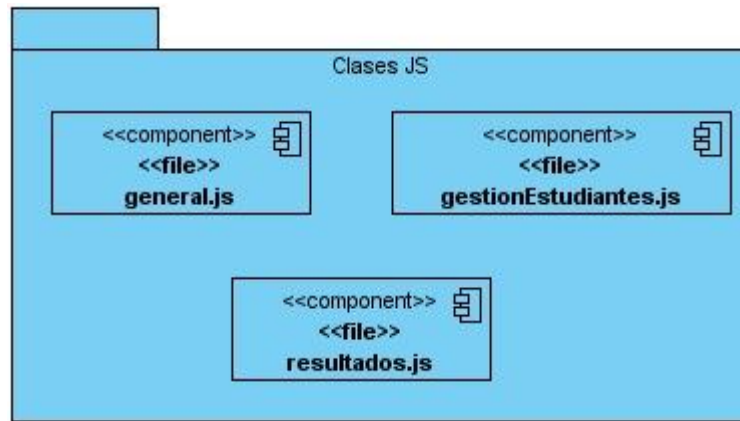 Clases JS
<<component>>
<<file>>
general.js
<<component>>
<<file>>
gestionEstudiantes.js
<<component>>
<<file>>
resultados.js